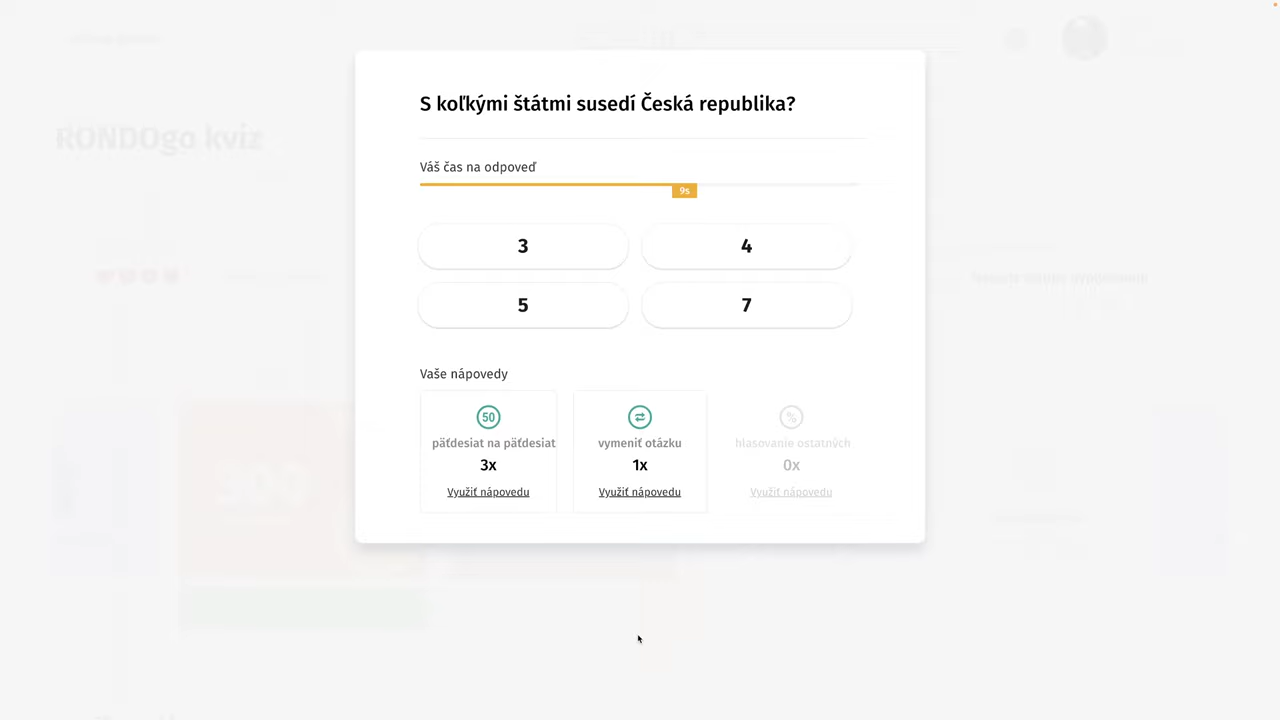 RONDOgo kvíz
S koľkými štátmi susedí Česká republika?
Váš čas na odpoveď
9s
3
4
5
7
Vaše nápovedy
50
päťdesiat na päťdesiat
3x
Využiť nápovedu
vymeniť otázku
1x
Využiť nápovedu
%
hlasovanie ostatných
0x
Využiť nápovedu